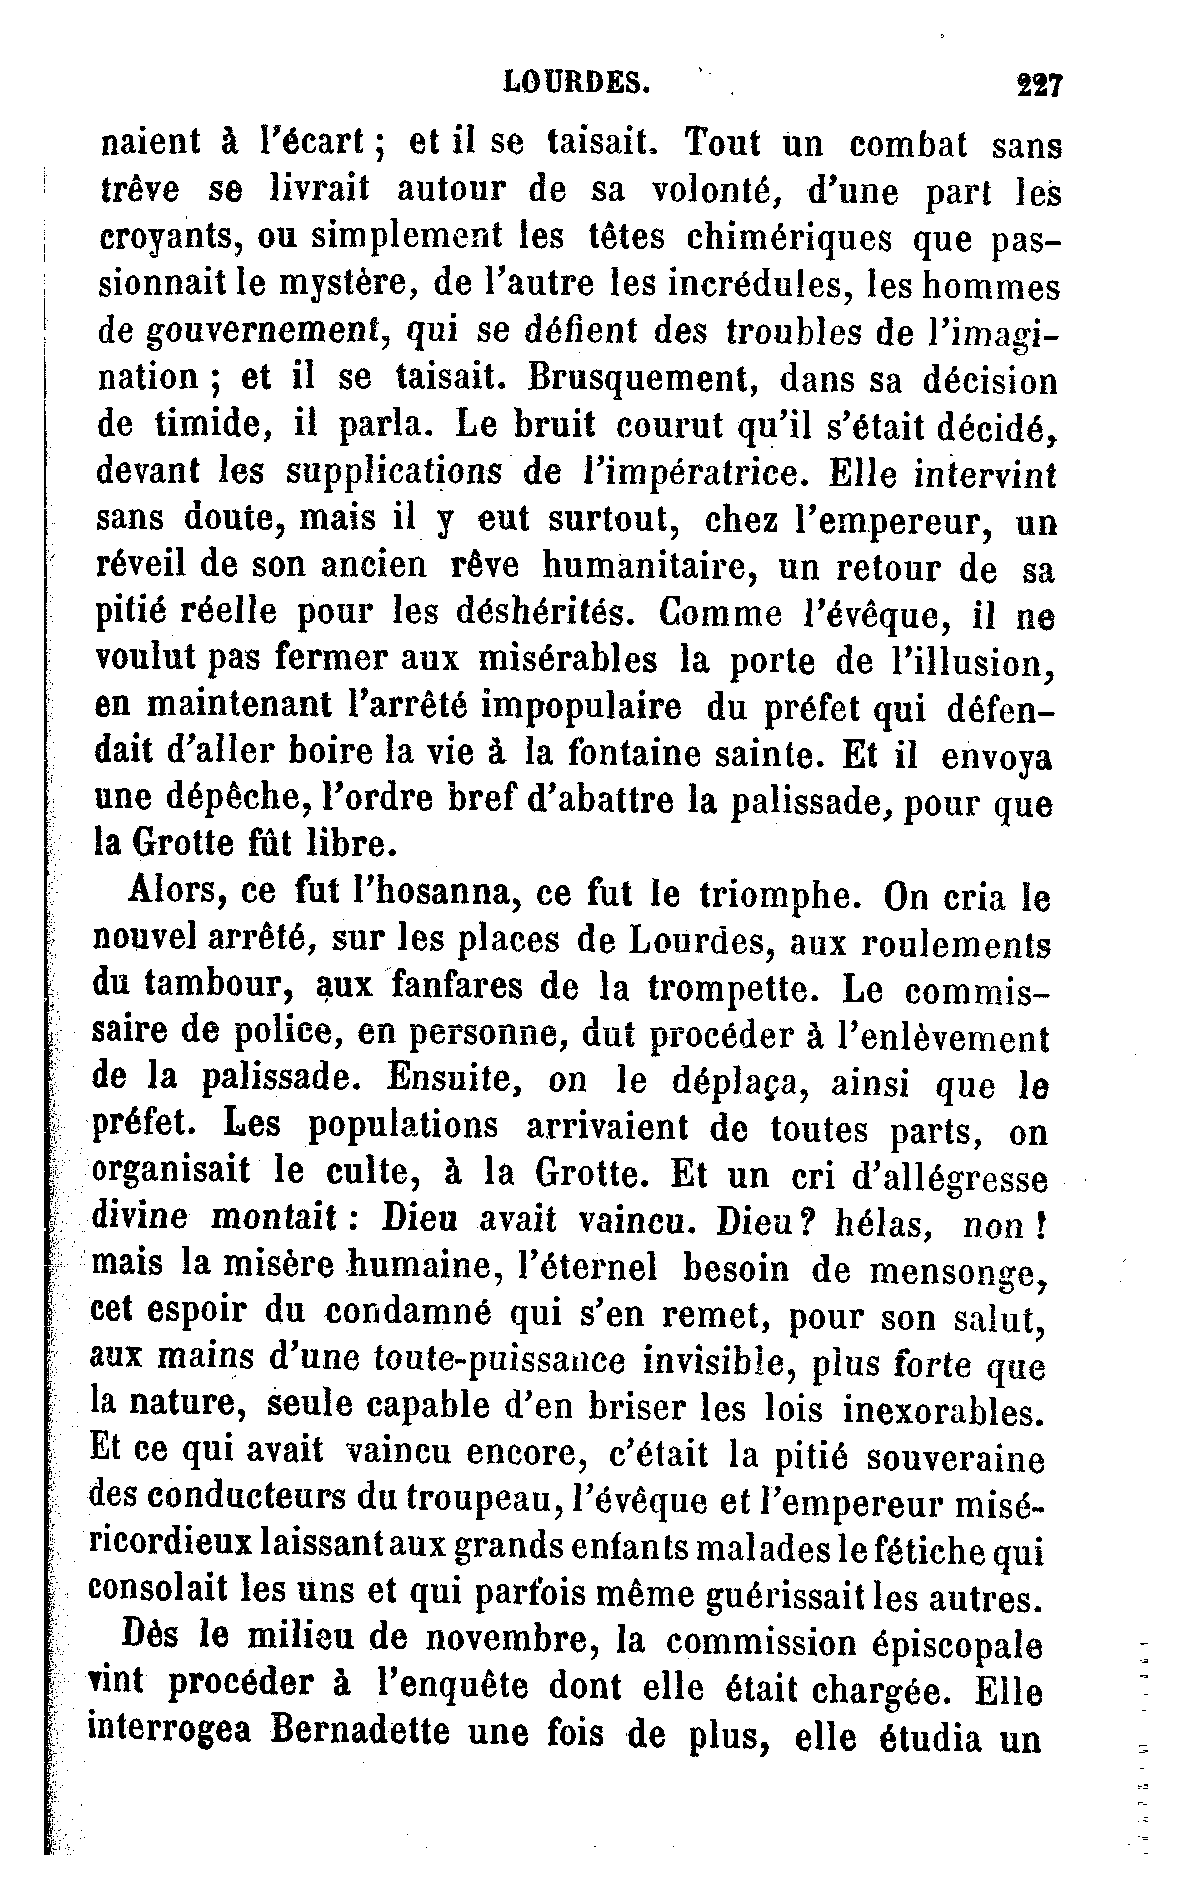 LOURDES. 227
naient à l'écart ; et il se taisait. Tout un combat sans
trêve se livrait autour de sa volonté, d'une part les
croyants, ou simplement les têtes chimériques que pas-
sionnait le mystère, de l'autre les incrédules, les hommes
de gouvernement, qui se défient des troubles de l'imagi-
nation ; et il se taisait. Brusquement, dans sa décision
de timide, il parla. Le bruit courut qu'il s'était décidé,
devant les supplications de l'impératrice. Elle intervint
sans doute, mais il y eut surtout, chez l'empereur, un
réveil de son ancien rêve humanitaire, un retour de sa
pitié réelle pour les déshérités. Comme l'évêque, il ne
voulut pas fermer aux misérables la porte de l'illusion,
en maintenant l'arrêté impopulaire du préfet qui défen-
dait d'aller boire la vie à la fontaine sainte. Et il envoya
une dépêche, l'ordre bref d'abattre la palissade, pour que
la Grotte fût libre.
Alors, ce fut l'hosanna, ce fut le triomphe. On cria le
nouvel arrêté, sur les places de Lourdes, aux roulements
du tambour, aux fanfares de la trompette. Le commis-
saire de police, en personne, dut procéder à l'enlèvement
de la palissade. Ensuite, on le déplaça, ainsi que le
préfet. Les populations arrivaient de toutes parts, on
organisait le culte, à la Grotte. Et un cri d'allégresse
divine montait : Dieu avait vaincu. Dieu? hélas, non !
mais la misère humaine, l'éternel besoin de mensonge,
cet espoir du condamné qui s'en remet, pour son salut,
aux mains d'une toute-puissance invisible, plus forte que
la nature, seule capable d'en briser les lois inexorables.
Et ce qui avait vaincu encore, c'était la pitié souveraine
des conducteurs du troupeau, l'évêque et l'empereur misé-
ricordieux laissant aux grands enfants malades le fétiche qui
consolait les uns et qui parfois même guérissait les autres.
Dès le milieu de novembre, la commission épiscopale
vint procéder à l'enquête dont elle était chargée. Elle
interrogea Bernadette une fois de plus, elle étudia un